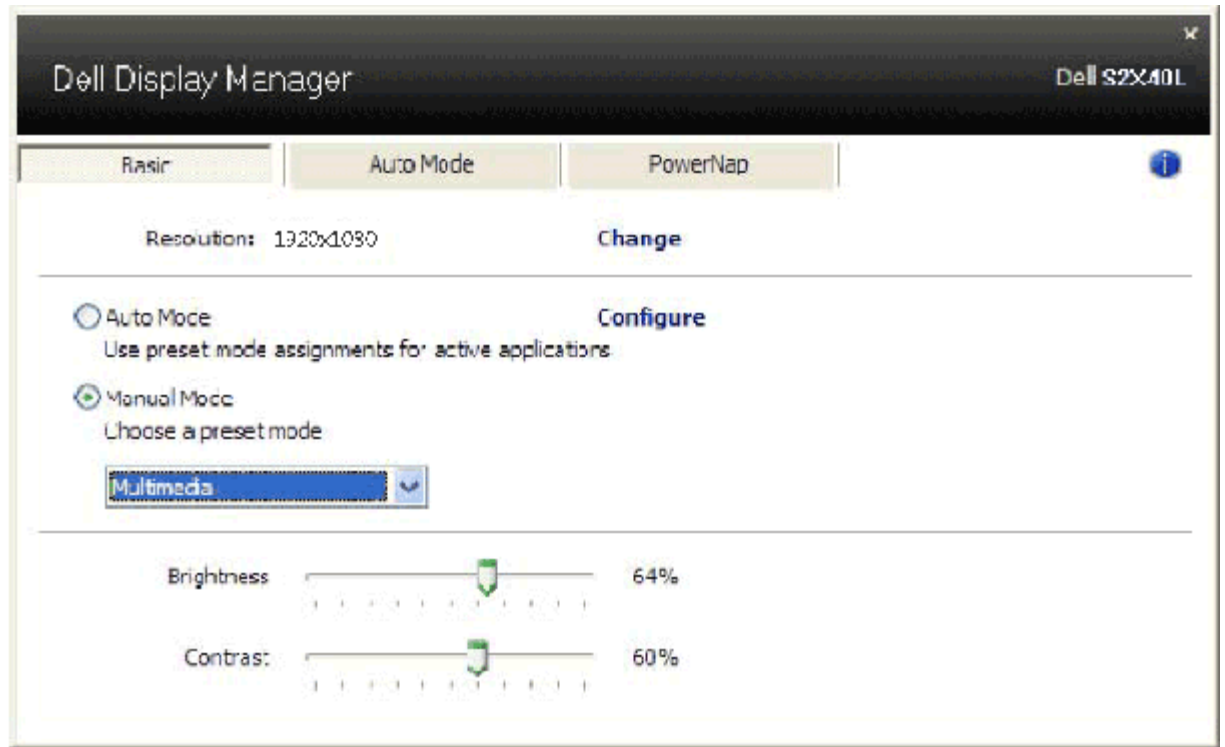 Dell Display Manager
Dell S2X40L
Basic Auto Mode PowerNap
Resolution: 1920x1080 Change
Auto Mode Configure
Use preset mode assignments for active applications
Manual Mode
Choose a preset mode
Multimedia
Brightness 64%
Contrast 60%